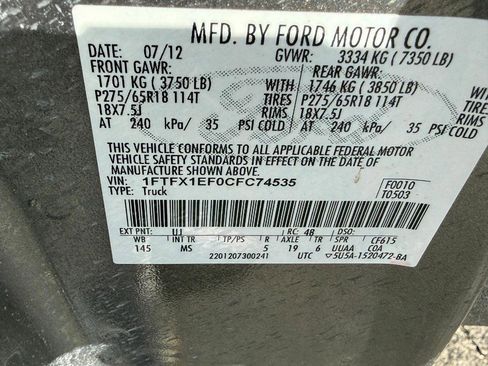 MFD. BY FORD MOTOR CO.
DATE: 07/12 GVWR: 3334 KG ( 7350 LB)
FRONT GAWR: REAR GAWR:
1701 KG ( 3750 LB) 1746 KG ( 3850 LB)
P275/65R18 114T TIRES P275/65R18 114T
18X7.5J RIMS 18X7.5J
AT 240 kPa/ 35 PSI COLD AT 240 kPa/ 35 PSI COLD
THIS VEHICLE CONFORMS TO ALL APPLICABLE FEDERAL MOTOR
VEHICLE SAFETY STANDARDS IN EFFECT ON THE DATE OF
MANUFACTURE SHOWN ABOVE.
VIN: 1FTFX1EF0CFC74535
TYPE: Truck
F0010
T0503
EXT PNT: UJ RC: 48 DSO:
WB INT TR TP/PS R AXLE TR SPR CF615
145 MS 5 19 6 UUAA COA
2201207300241 UTC ▽5U5A-1520472-BA